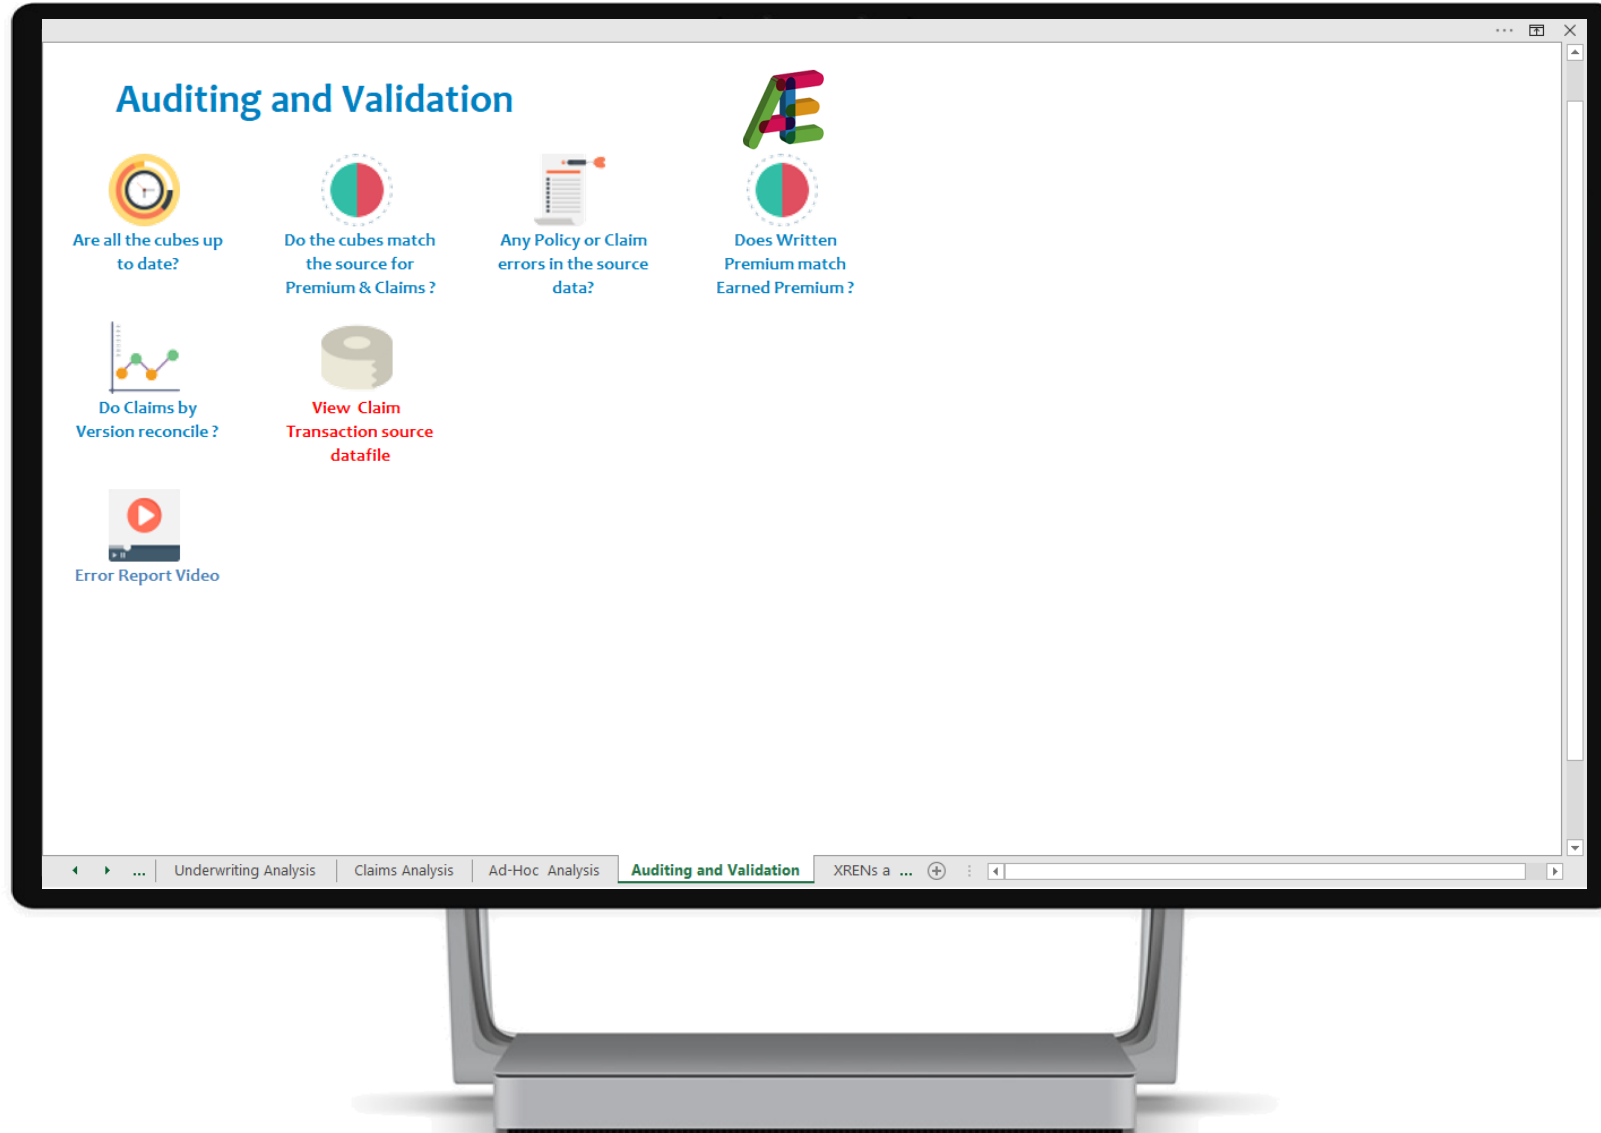 Auditing and Validation
Æ
Are all the cubes up
to date?
Do the cubes match
the source for
Premium & Claims ?
Any Policy or Claim
errors in the source
data?
Does Written
Premium match
Earned Premium ?
Do Claims by
Version reconcile ?
View Claim
Transaction source
datafile
Error Report Video
... Underwriting Analysis Claims Analysis Ad-Hoc Analysis Auditing and Validation XRENs a ...